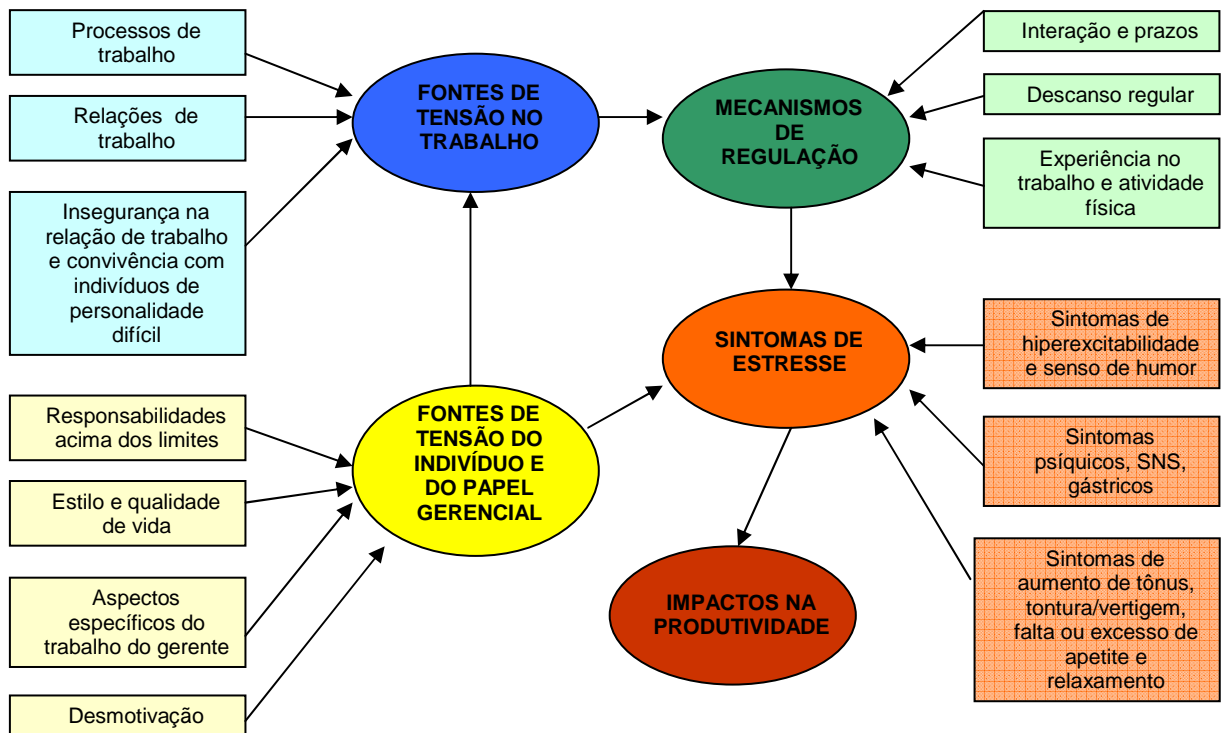 Processos de
trabalho
Relações de
trabalho
Insegurança na
relação de trabalho
e convivência com
indivíduos de
personalidade
difícil
Responsabilidades
acima dos limites
Estilo e qualidade
de vida
Aspectos
específicos do
trabalho do gerente
Desmotivação
FONTES DE
TENSÃO NO
TRABALHO
FONTES DE
TENSÃO DO
INDIVÍDUO E
DO PAPEL
GERENCIAL
MECANISMOS
DE
REGULAÇÃO
SINTOMAS DE
ESTRESSE
IMPACTOS NA
PRODUTIVIDADE
Interação e prazos
Descanso regular
Experiência no
trabalho e atividade
física
Sintomas de
hiperexcitabilidade
e senso de humor
Sintomas
psíquicos, SNS,
gástricos
Sintomas de
aumento de tônus,
tontura/vertigem,
falta ou excesso de
apetite e
relaxamento